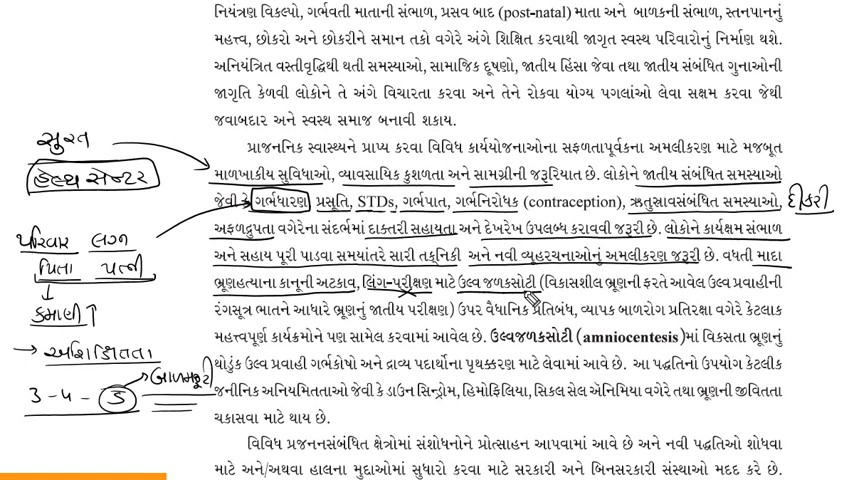 નિયંત્રણ વિકલ્પો, ગર્ભવતી માતાની સંભાળ, પ્રસવ બાદ (post-natal) માતા અને બાળકની સંભાળ, સ્તનપાનનું
મહત્ત્વ, છોકરો અને છોકરીને સમાન તકો વગેરે અંગે શિક્ષિત કરવાથી જાગૃત સ્વસ્થ પરિવારોનું નિર્માણ થશે.
અનિયંત્રિત વસ્તીવૃદ્ધિથી થતી સમસ્યાઓ, સામાજિક દૂષણો, જાતીય હિંસા જેવા તથા જાતીય સંબંધિત ગુનાઓની
જાગૃતિ કેળવી લોકોને તે અંગે વિચારતા કરવા અને તેને રોકવા યોગ્ય પગલાંઓ લેવા સક્ષમ કરવા જેથી
જવાબદાર અને સ્વસ્થ સમાજ બનાવી શકાય.
પ્રાજનનિક સ્વાસ્થ્યને પ્રાપ્ય કરવા વિવિધ કાર્યયોજનાઓના સફળતાપૂર્વકના અમલીકરણ માટે મજબૂત
માળખાકીય સુવિધાઓ, વ્યાવસાયિક કુશળતા અને સામગ્રીની જરૂરિયાત છે. લોકોને જાતીય સંબંધિત સમસ્યાઓ
જેવી કે ગર્ભધારણ પ્રસૂતિ, STDs, ગર્ભપાત, ગર્ભનિરોધક (contraception), ઋતુસ્રાવસંબંધિત સમસ્યાઓ,
અફળદ્રુપતા વગેરેના સંદર્ભમાં દાક્તરી સહાયતા અને દેખરેખ ઉપલબ્ધ કરાવવી જરૂરી છે. લોકોને કાર્યક્ષમ સંભાળ
અને સહાય પૂરી પાડવા સમયાંતરે સારી તક્નિકી અને નવી વ્યૂહરચનાઓનું અમલીકરણ જરૂરી છે. વધતી માદા
ભ્રૂણહત્યાના કાનૂની અટકાવ, લિંગ-પરીક્ષણ માટે ઉલ્વ જળકસોટી (વિકાસશીલ ભ્રૂણની ફરતે આવેલ ઉલ્વ પ્રવાહીની
રંગસૂત્ર ભાતને આધારે ભ્રૂણનું જાતીય પરીક્ષણ) ઉપર વૈધાનિક પ્રતિબંધ, વ્યાપક બાળરોગ પ્રતિરક્ષા વગેરે કેટલાક
મહત્ત્વપૂર્ણ કાર્યક્રમોને પણ સામેલ કરવામાં આવેલ છે. ઉલ્વજળકસોટી (amniocentesis)માં વિકસતા ભ્રૂણનું
થોડુંક ઉલ્વ પ્રવાહી ગર્ભકોષો અને દ્રાવ્ય પદાર્થોના પૃથક્કરણ માટે લેવામાં આવે છે. આ પદ્ધતિનો ઉપયોગ કેટલીક
જનીનિક અનિયમિતતાઓ જેવી કે ડાઉન સિન્ડ્રોમ, હિમોફિલિયા, સિકલ સેલ ઍનિમિયા વગેરે તથા ભ્રૂણની જીવિતતા
ચકાસવા માટે થાય છે.
વિવિધ પ્રજનનસંબંધિત ક્ષેત્રોમાં સંશોધનોને પ્રોત્સાહન આપવામાં આવે છે અને નવી પદ્ધતિઓ શોધવા
માટે અને/અથવા હાલના મુદ્દાઓમાં સુધારો કરવા માટે સરકારી અને બિનસરકારી સંસ્થાઓ મદદ કરે છે.
સુરત
હેલ્થ સેન્ટર
પરિવાર લગ્ન
પિતા પત્ની
કમાણી ↑
→ અશિક્ષિતતા
બાળમજૂરી
3 - 4 - 5
દીકરી